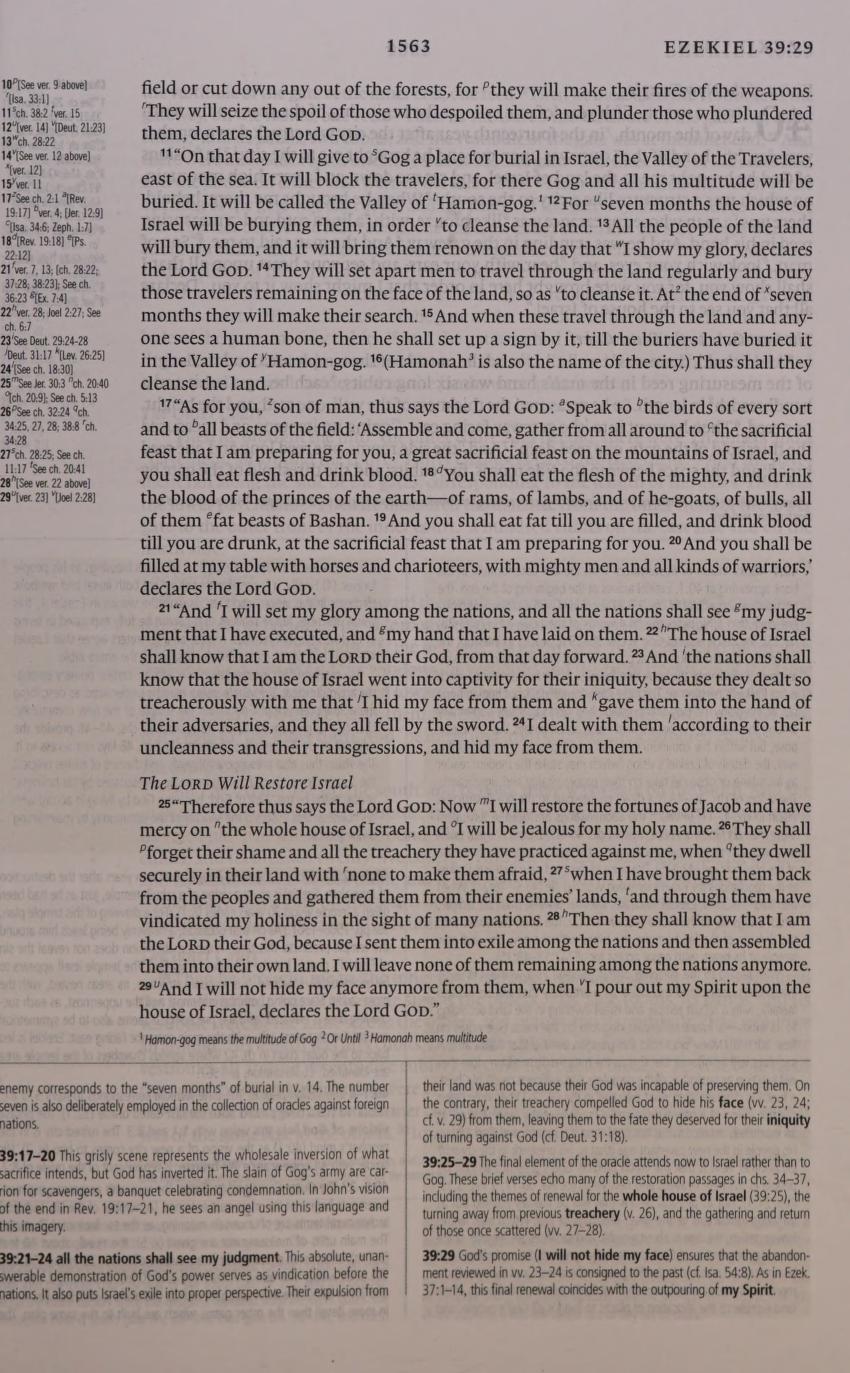 1563
EZEKIEL 39:29
10 p[See ver. 9 above]
r[Isa. 33:1]
11 s ch. 38:2 t ver. 15
12 u[ver. 14] v[Deut. 21:23]
13 w ch. 28:22
14 v[See ver. 12 above]
x[ver. 12]
15 y ver. 11
17 z See ch. 2:1 a[Rev.
19:17] b ver. 4; [Jer. 12:9]
c[Isa. 34:6; Zeph. 1:7]
18 d[Rev. 19:18] e[Ps.
22:12]
21 f ver. 7, 13; [ch. 28:22;
37:28; 38:23]; See ch.
36:23 g[Ex. 7:4]
22 h ver. 28; Joel 2:27; See
ch. 6:7
23 i See Deut. 29:24-28
j Deut. 31:17 k[Lev. 26:25]
24 l[See ch. 18:30]
25 m See Jer. 30:3 n ch. 20:40
o[ch. 20:9]; See ch. 5:13
26 p See ch. 32:24 q ch.
34:25, 27, 28; 38:8 r ch.
34:28
27 s ch. 28:25; See ch.
11:17 t See ch. 20:41
28 h[See ver. 22 above]
29 u[ver. 23] v[Joel 2:28]
field or cut down any out of the forests, for p they will make their fires of the weapons.
r They will seize the spoil of those who despoiled them, and plunder those who plundered
them, declares the Lord GOD.
11 “On that day I will give to s Gog a place for burial in Israel, the Valley of the Travelers,
east of the sea. It will block the travelers, for there Gog and all his multitude will be
buried. It will be called the Valley of t Hamon-gog.1 12 For u seven months the house of
Israel will be burying them, in order v to cleanse the land. 13 All the people of the land
will bury them, and it will bring them renown on the day that w I show my glory, declares
the Lord GOD. 14 They will set apart men to travel through the land regularly and bury
those travelers remaining on the face of the land, so as v to cleanse it. At2 the end of x seven
months they will make their search. 15 And when these travel through the land and any-
one sees a human bone, then he shall set up a sign by it, till the buriers have buried it
in the Valley of y Hamon-gog. 16 (Hamonah3 is also the name of the city.) Thus shall they
cleanse the land.
17 “As for you, z son of man, thus says the Lord GOD: a Speak to b the birds of every sort
and to b all beasts of the field: ‘Assemble and come, gather from all around to c the sacrificial
feast that I am preparing for you, a great sacrificial feast on the mountains of Israel, and
you shall eat flesh and drink blood. 18 d You shall eat the flesh of the mighty, and drink
the blood of the princes of the earth—of rams, of lambs, and of he-goats, of bulls, all
of them e fat beasts of Bashan. 19 And you shall eat fat till you are filled, and drink blood
till you are drunk, at the sacrificial feast that I am preparing for you. 20 And you shall be
filled at my table with horses and charioteers, with mighty men and all kinds of warriors,’
declares the Lord GOD.
21 “And f I will set my glory among the nations, and all the nations shall see g my judg-
ment that I have executed, and g my hand that I have laid on them. 22 h The house of Israel
shall know that I am the LORD their God, from that day forward. 23 And i the nations shall
know that the house of Israel went into captivity for their iniquity, because they dealt so
treacherously with me that j I hid my face from them and k gave them into the hand of
their adversaries, and they all fell by the sword. 24 I dealt with them l according to their
uncleanness and their transgressions, and hid my face from them.
The LORD Will Restore Israel
25 “Therefore thus says the Lord GOD: Now m I will restore the fortunes of Jacob and have
mercy on n the whole house of Israel, and o I will be jealous for my holy name. 26 They shall
p forget their shame and all the treachery they have practiced against me, when q they dwell
securely in their land with r none to make them afraid, 27 s when I have brought them back
from the peoples and gathered them from their enemies’ lands, t and through them have
vindicated my holiness in the sight of many nations. 28 h Then they shall know that I am
the LORD their God, because I sent them into exile among the nations and then assembled
them into their own land. I will leave none of them remaining among the nations anymore.
29 u And I will not hide my face anymore from them, when v I pour out my Spirit upon the
house of Israel, declares the Lord GOD.”
1 Hamon-gog means the multitude of Gog 2 Or Until 3 Hamonah means multitude
enemy corresponds to the “seven months” of burial in v. 14. The number
seven is also deliberately employed in the collection of oracles against foreign
nations.
39:17–20 This grisly scene represents the wholesale inversion of what
sacrifice intends, but God has inverted it. The slain of Gog's army are car-
rion for scavengers, a banquet celebrating condemnation. In John's vision
of the end in Rev. 19:17–21, he sees an angel using this language and
this imagery.
39:21–24 all the nations shall see my judgment. This absolute, unan-
swerable demonstration of God's power serves as vindication before the
nations. It also puts Israel's exile into proper perspective. Their expulsion from
their land was not because their God was incapable of preserving them. On
the contrary, their treachery compelled God to hide his face (vv. 23, 24;
cf. v. 29) from them, leaving them to the fate they deserved for their iniquity
of turning against God (cf. Deut. 31:18).
39:25–29 The final element of the oracle attends now to Israel rather than to
Gog. These brief verses echo many of the restoration passages in chs. 34–37,
including the themes of renewal for the whole house of Israel (39:25), the
turning away from previous treachery (v. 26), and the gathering and return
of those once scattered (vv. 27–28).
39:29 God's promise (I will not hide my face) ensures that the abandon-
ment reviewed in vv. 23–24 is consigned to the past (cf. Isa. 54:8). As in Ezek.
37:1–14, this final renewal coincides with the outpouring of my Spirit.